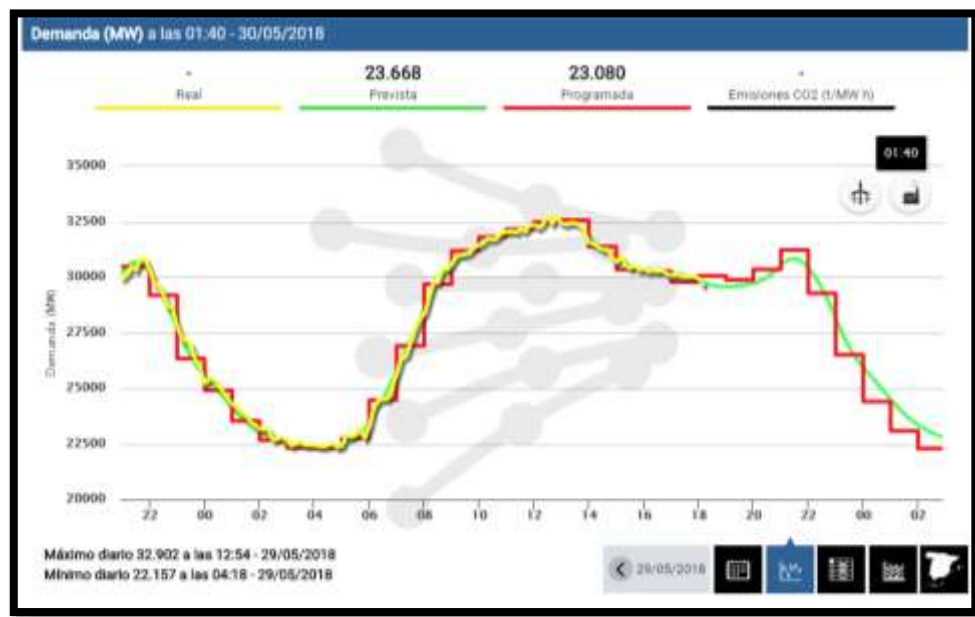 Demanda (MW) a las 01:40 - 30/05/2018
- 23.668 23.080 -
Real Prevista Programada Emisiones CO2 (t/MW h)
01:40
35000
32500
30000
27500
25000
22500
20000
Demanda (MW)
22 00 02 04 06 08 10 12 14 16 18 20 22 00 02
Máximo diario 32.902 a las 12:54 - 29/05/2018
Mínimo diario 22.157 a las 04:18 - 29/05/2018
29/05/2018